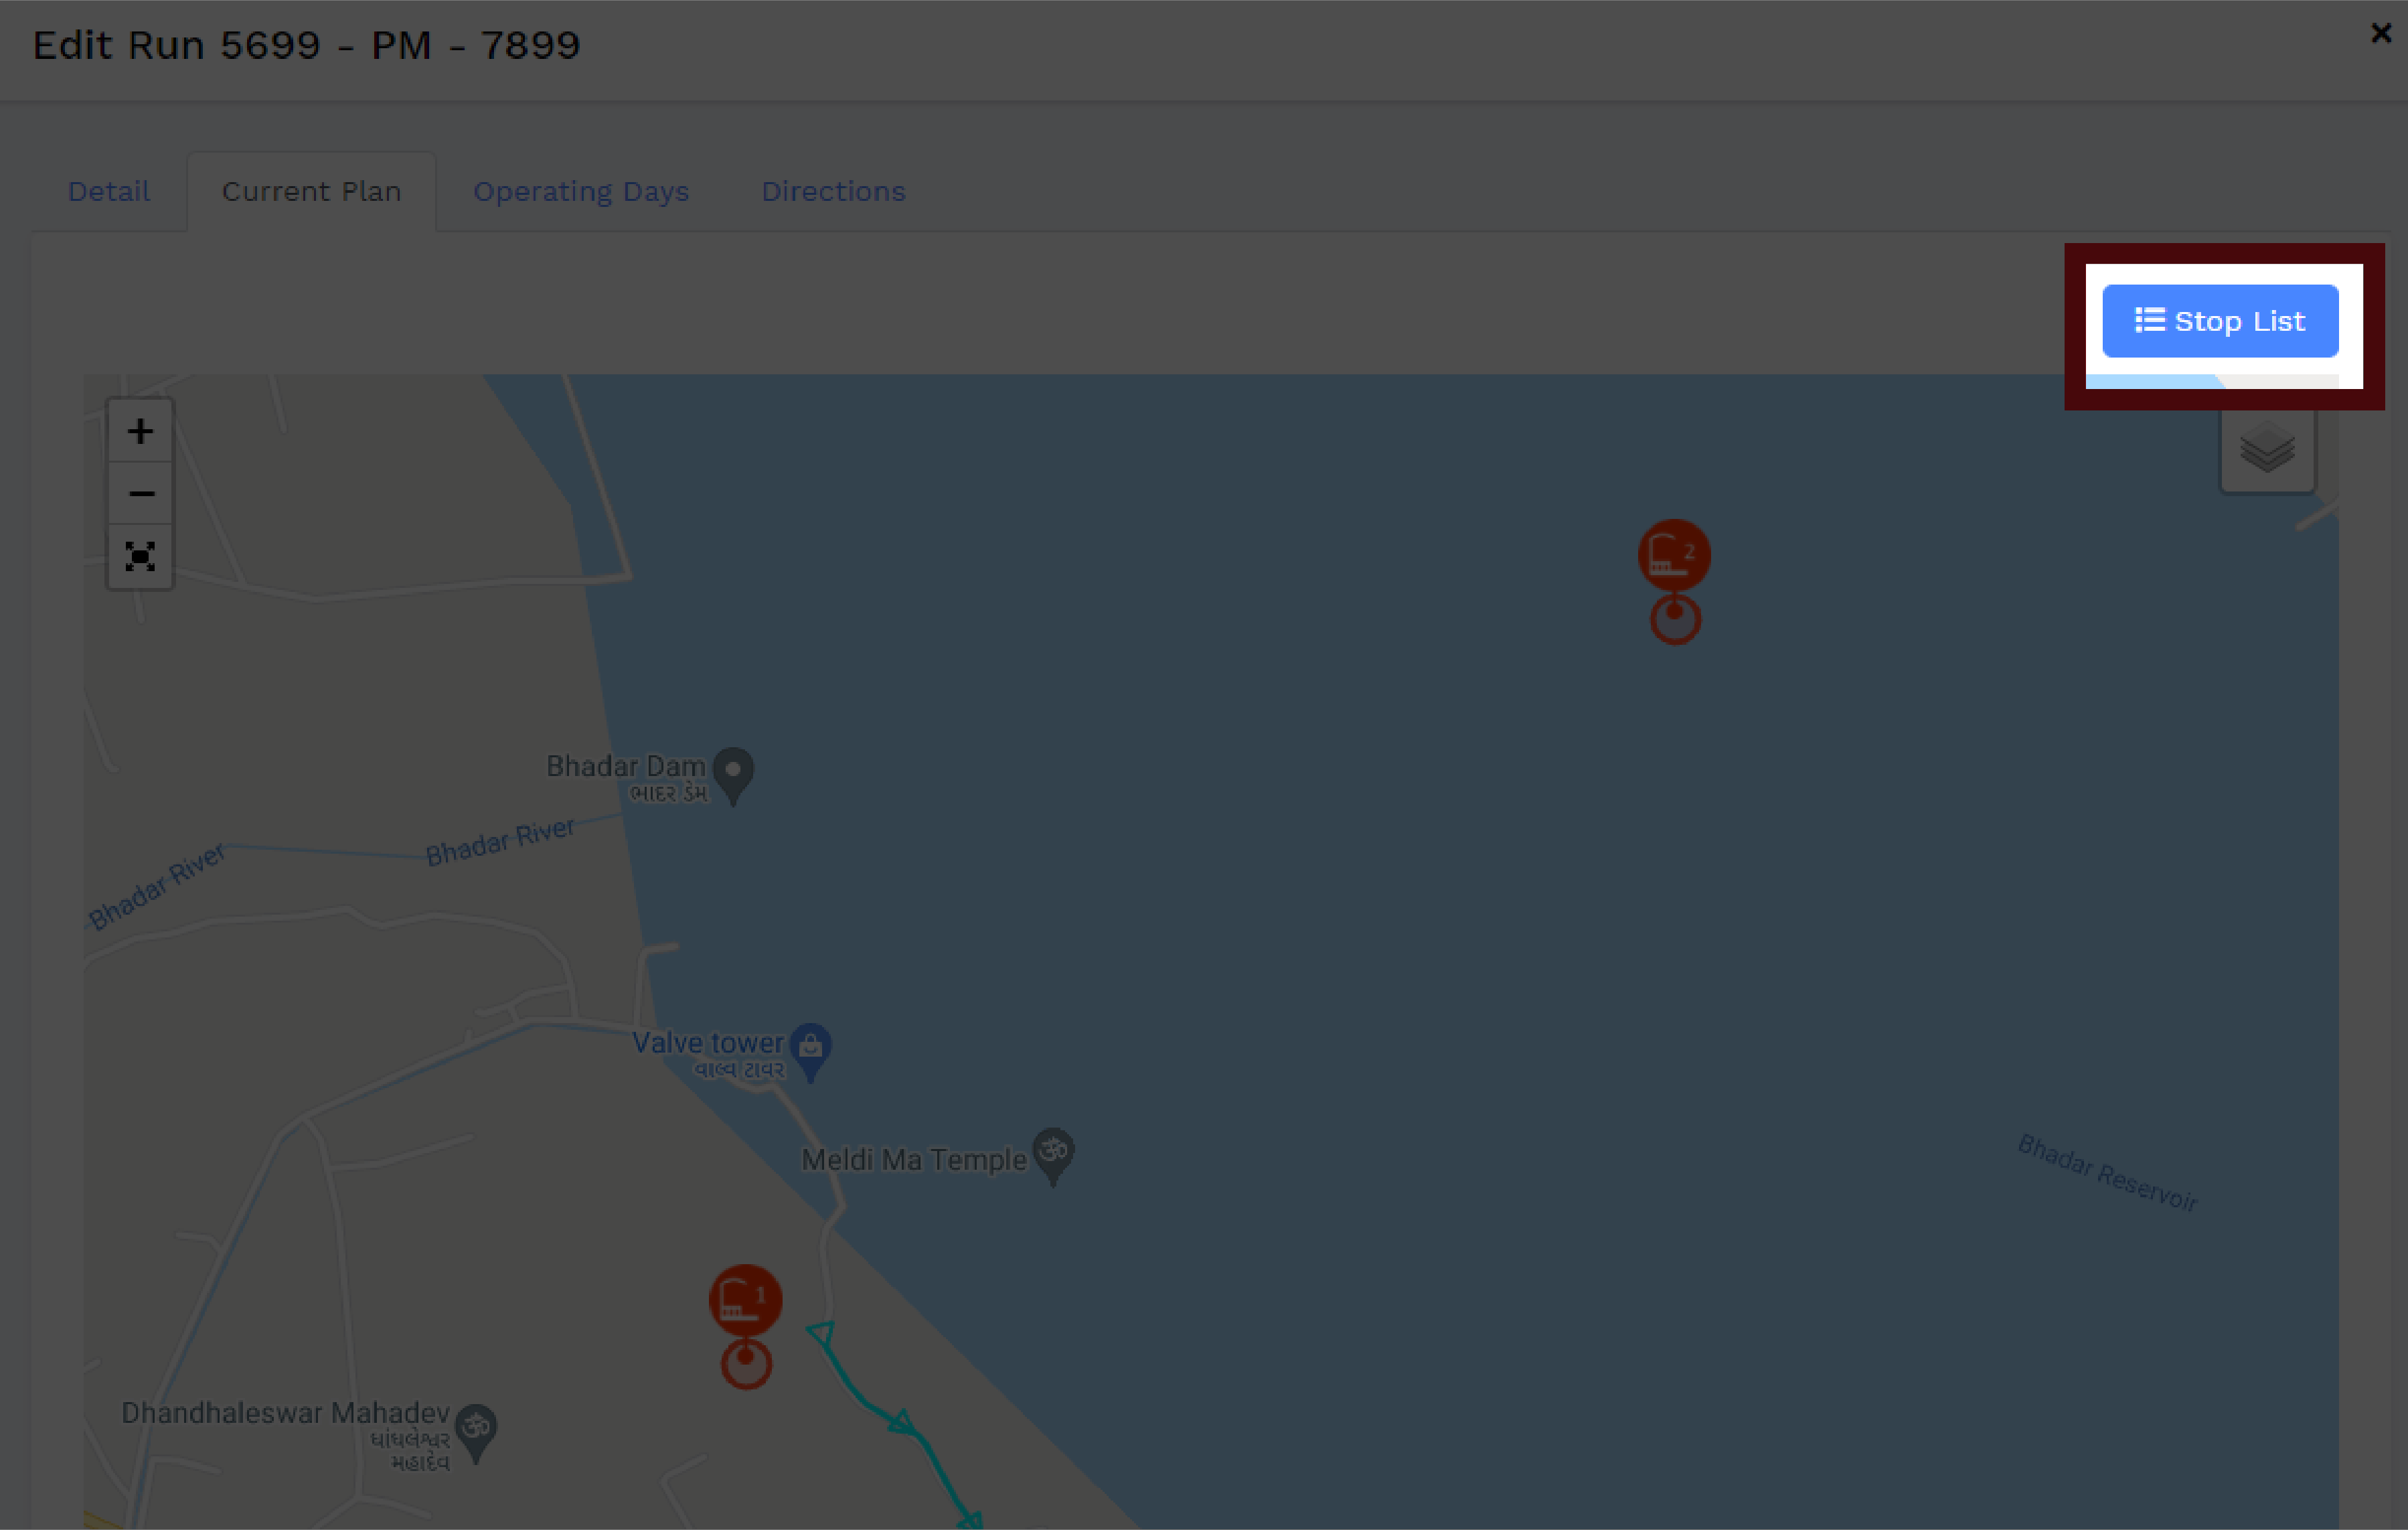 Edit Run 5699 - PM - 7899
×
Detail
Current Plan
Operating Days
Directions
Stop List
+
−
2
Bhadar Dam
ભાદર ડેમ
Bhadar River
Bhadar River
Valve tower
વાલ્વ ટાવર
Meldi Ma Temple
Bhadar Reservoir
1
Dhandhaleswar Mahadev
ધાંધલેશ્વર
મહાદેવ